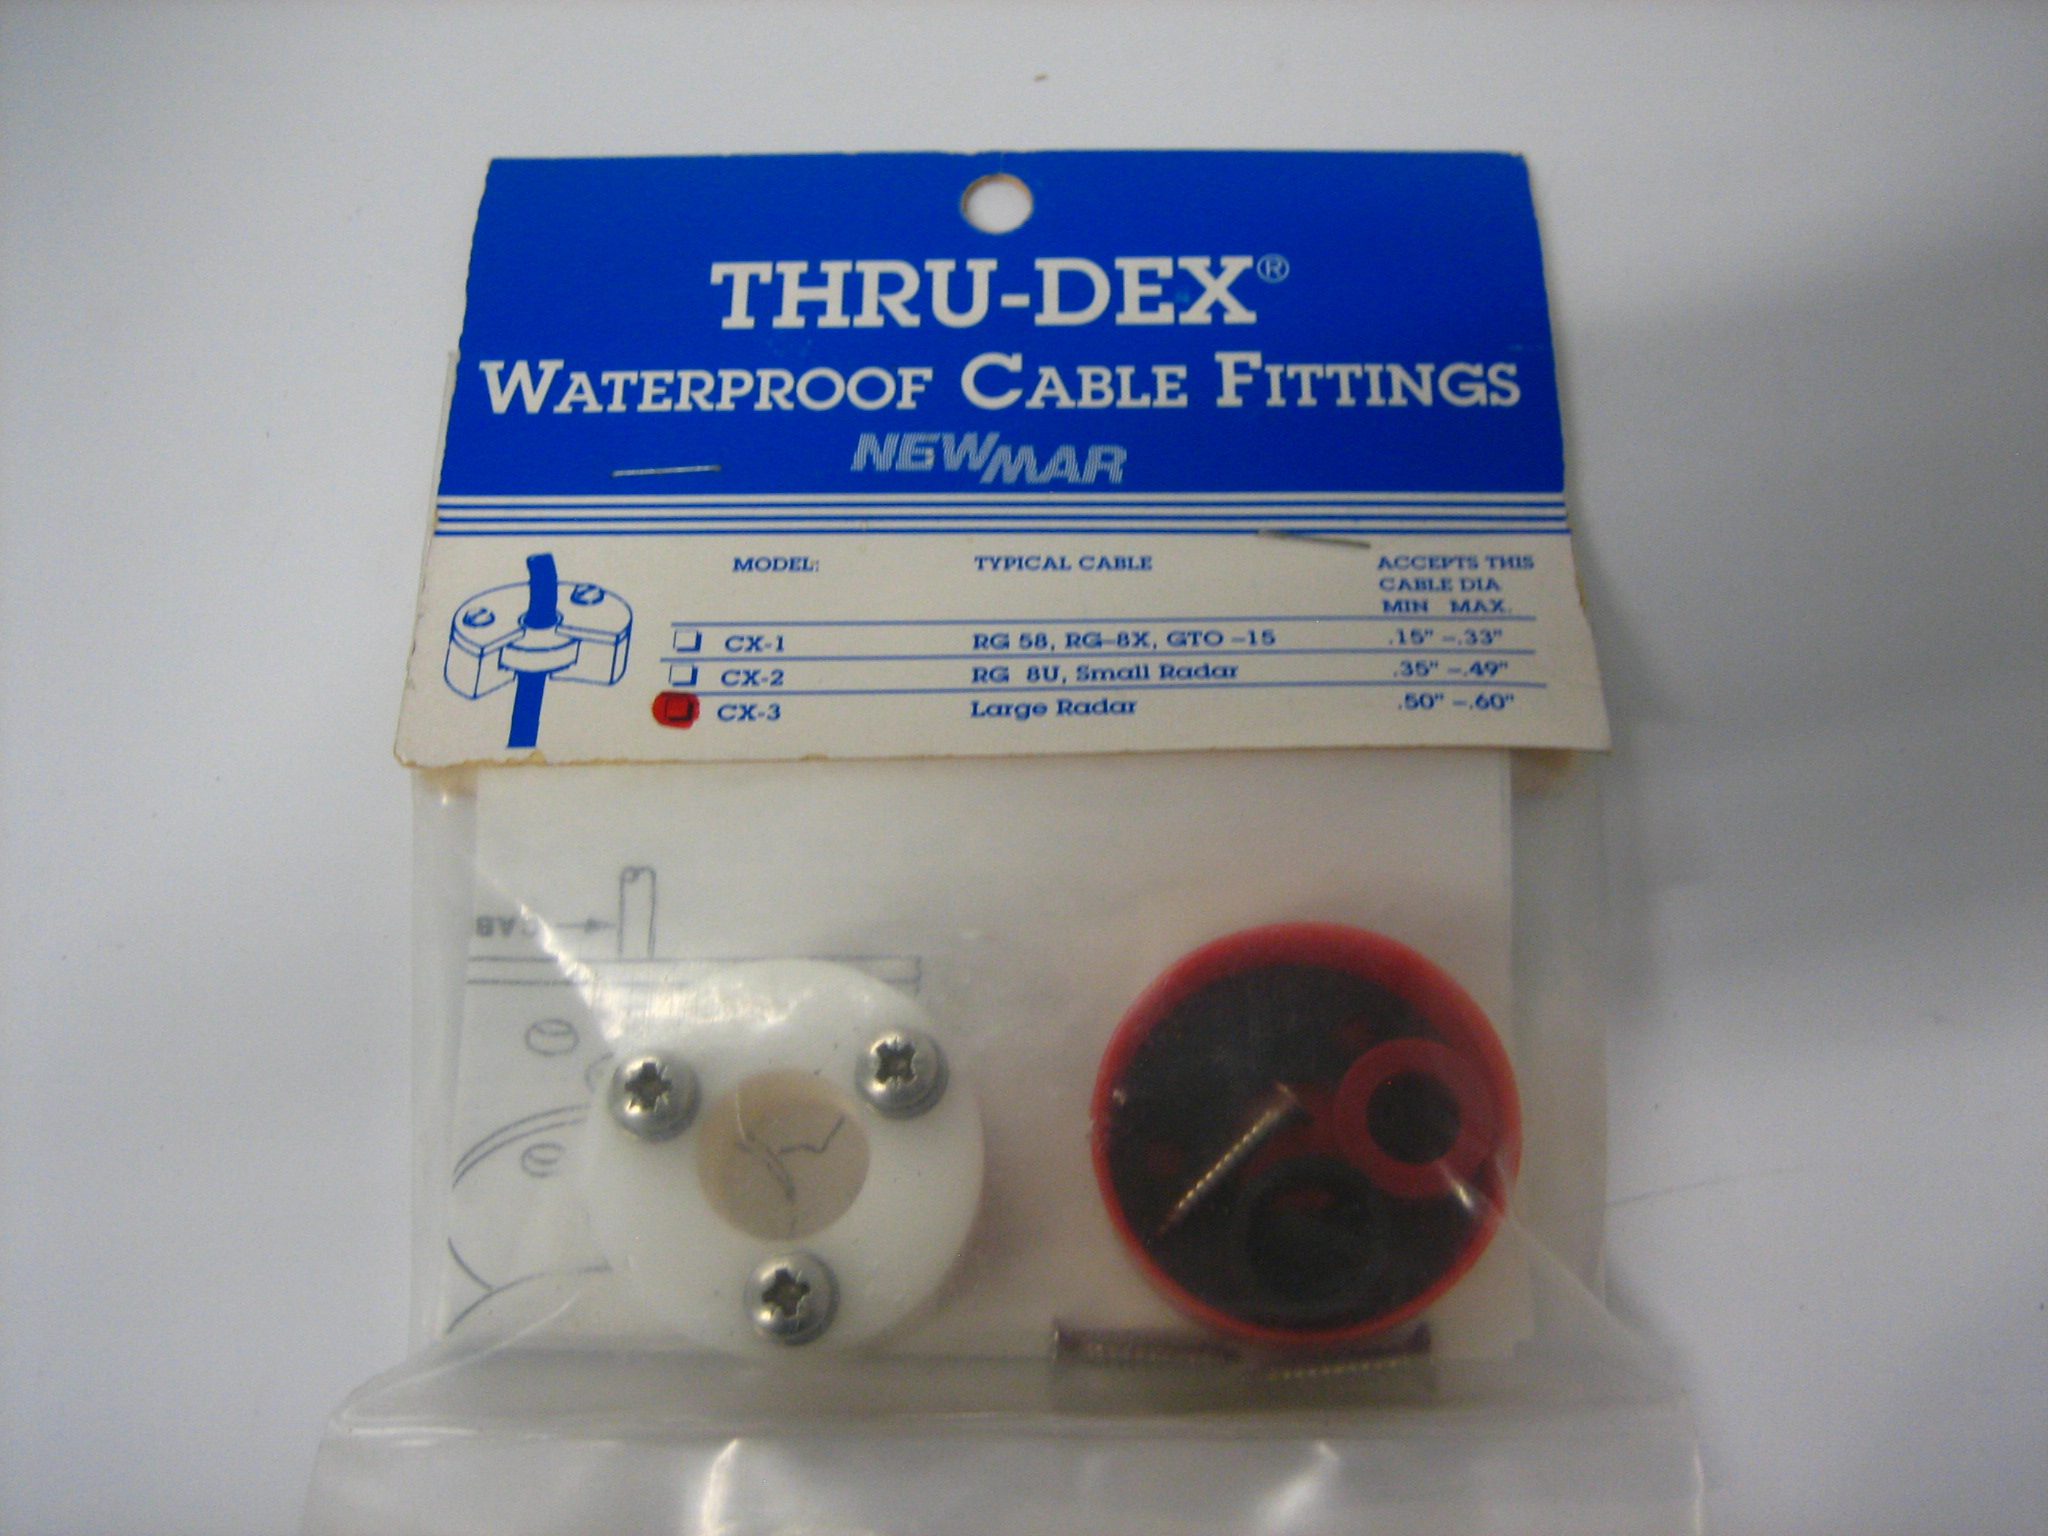 THRU-DEX®
WATERPROOF CABLE FITTINGS
NEWMAR
MODEL: TYPICAL CABLE ACCEPTS THIS
CABLE DIA
MIN MAX.
CX-1 RG 58, RG-8X, GTO -15 .15" -.33"
CX-2 RG 8U, Small Radar .35" -.49"
CX-3 Large Radar .50" -.60"
CAB